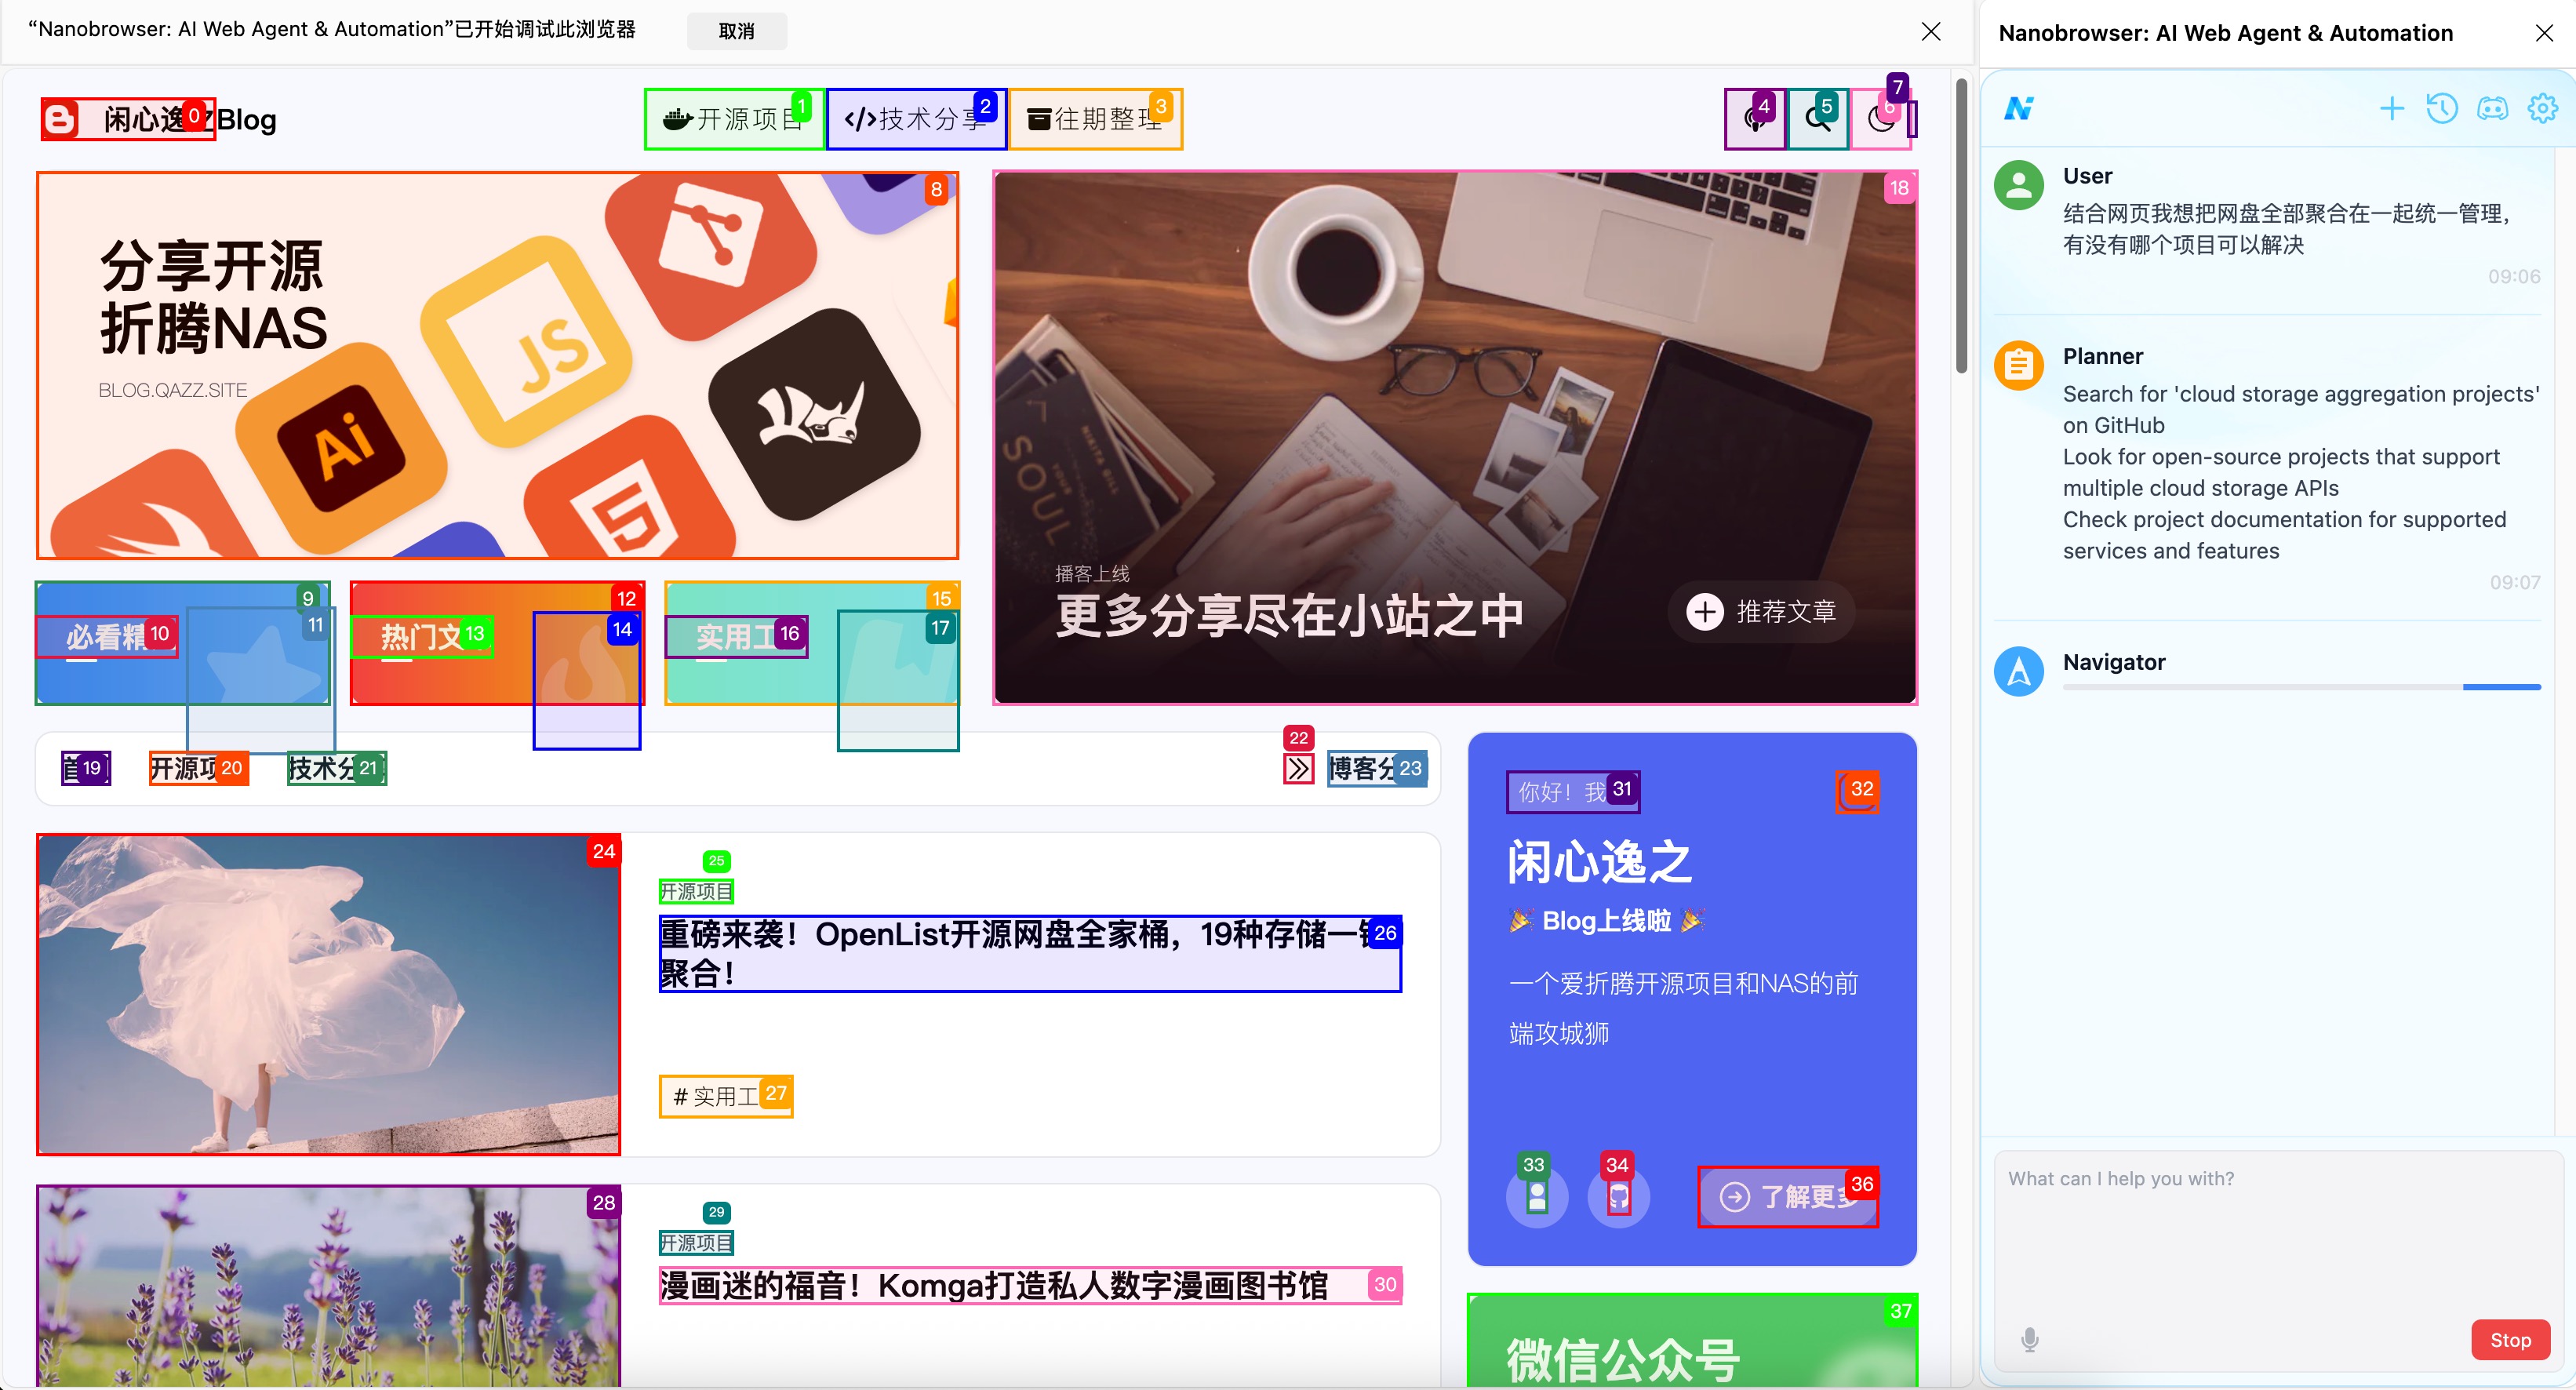 “Nanobrowser: AI Web Agent & Automation”已开始调试此浏览器
取消
闲心逸
0
Blog
开源项目
1
技术分享
2
往期整理
3
4
5
6
7
分享开源
折腾NAS
BLOG.QAZZ.SITE
8
Ai
JS
SOUL
18
播客上线
更多分享尽在小站之中
推荐文章
9
必看精
10
11
12
热门文
13
14
15
实用工
16
17
19
开源项
20
技术分
21
22
博客分
23
24
25
开源项目
重磅来袭！OpenList开源网盘全家桶，19种存储一
聚合！
26
# 实用工
27
28
29
开源项目
漫画迷的福音！Komga打造私人数字漫画图书馆
30
你好！我
31
32
闲心逸之
🎉 Blog上线啦 🎉
一个爱折腾开源项目和NAS的前
端攻城狮
33
34
了解更多
36
37
微信公众号
Nanobrowser: AI Web Agent & Automation
User
结合网页我想把网盘全部聚合在一起统一管理，
有没有哪个项目可以解决
09:06
Planner
Search for 'cloud storage aggregation projects'
on GitHub
Look for open-source projects that support
multiple cloud storage APIs
Check project documentation for supported
services and features
09:07
Navigator
What can I help you with?
Stop